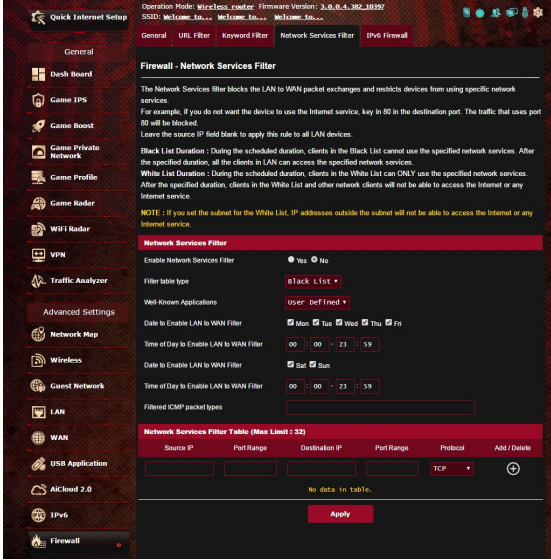 Quick Internet Setup
Operation Mode: Wireless router Firmware Version: 3.0.0.4.382_10397
SSID: Welcome to... Welcome to... Welcome to...
General
Dash Board
Game IPS
Game Boost
Game Private
Network
Game Profile
Game Radar
WiFi Radar
VPN
Traffic Analyzer
Advanced Settings
Network Map
Wireless
Guest Network
LAN
WAN
USB Application
AiCloud 2.0
IPv6
Firewall
General URL Filter Keyword Filter Network Services Filter IPv6 Firewall
Firewall - Network Services Filter
The Network Services filter blocks the LAN to WAN packet exchanges and restricts devices from using specific network
services.
For example, if you do not want the device to use the Internet service, key in 80 in the destination port. The traffic that uses port
80 will be blocked.
Leave the source IP field blank to apply this rule to all LAN devices.
Black List Duration : During the scheduled duration, clients in the Black List cannot use the specified network services. After
the specified duration, all the clients in LAN can access the specified network services.
White List Duration : During the scheduled duration, clients in the White List can ONLY use the specified network services.
After the specified duration, clients in the White List and other network clients will not be able to access the Internet or any
Internet service.
NOTE : If you set the subnet for the White List, IP addresses outside the subnet will not be able to access the Internet or any
Internet service.
Network Services Filter
Enable Network Services Filter Yes No
Filter table type Black List
Well-Known Applications User Defined
Date to Enable LAN to WAN Filter Mon Tue Wed Thu Fri
Time of Day to Enable LAN to WAN Filter 00 : 00 - 23 : 59
Date to Enable LAN to WAN Filter Sat Sun
Time of Day to Enable LAN to WAN Filter 00 : 00 - 23 : 59
Filtered ICMP packet types
Network Services Filter Table (Max Limit : 32)
Source IP Port Range Destination IP Port Range Protocol Add / Delete
TCP
No data in table.
Apply